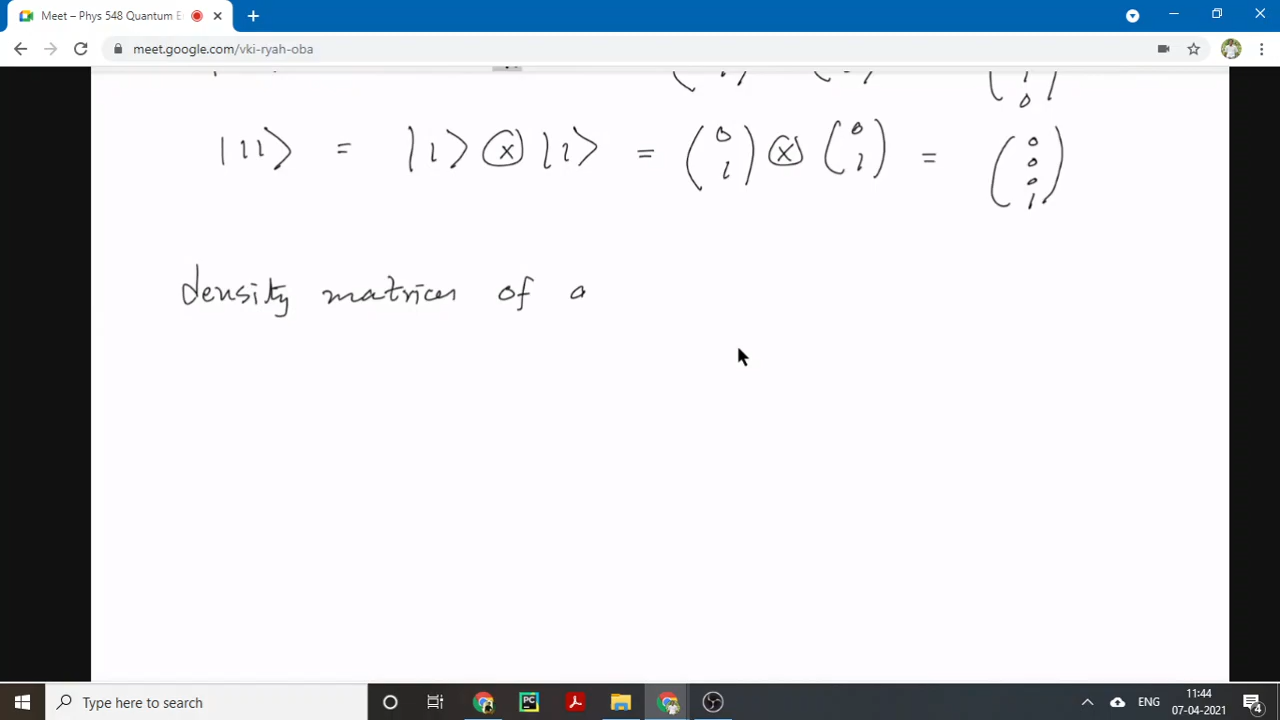 Meet – Phys 548 Quantum E
meet.google.com/vki-ryah-oba
|11> = |1> ⊗ |1> = (0 1) ⊗ (0 1) = (0 0 0 1)
density matrices of a
Type here to search
ENG
11:44
07-04-2021
4